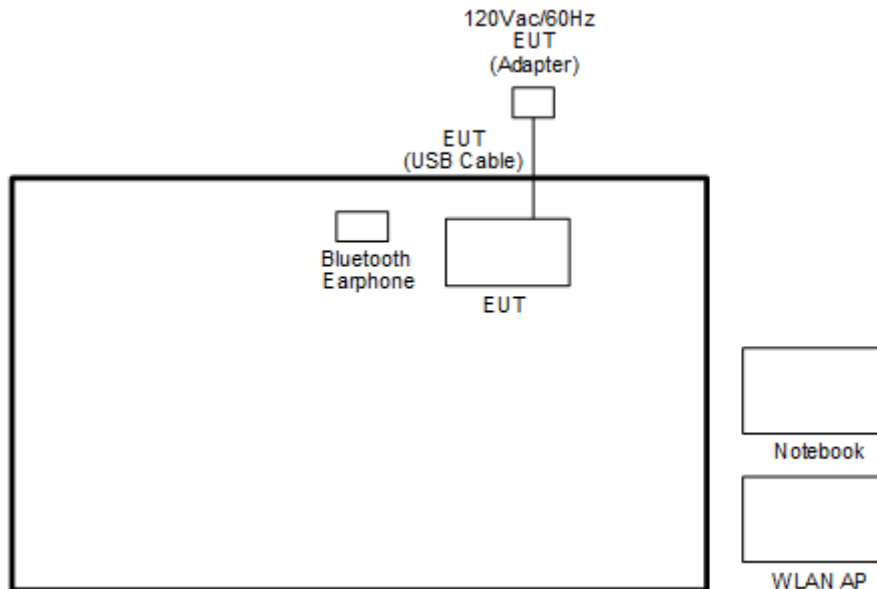 120Vac/60Hz
EUT
(Adapter)
EUT
(USB Cable)
Bluetooth
Earphone
EUT
Notebook
WLAN AP